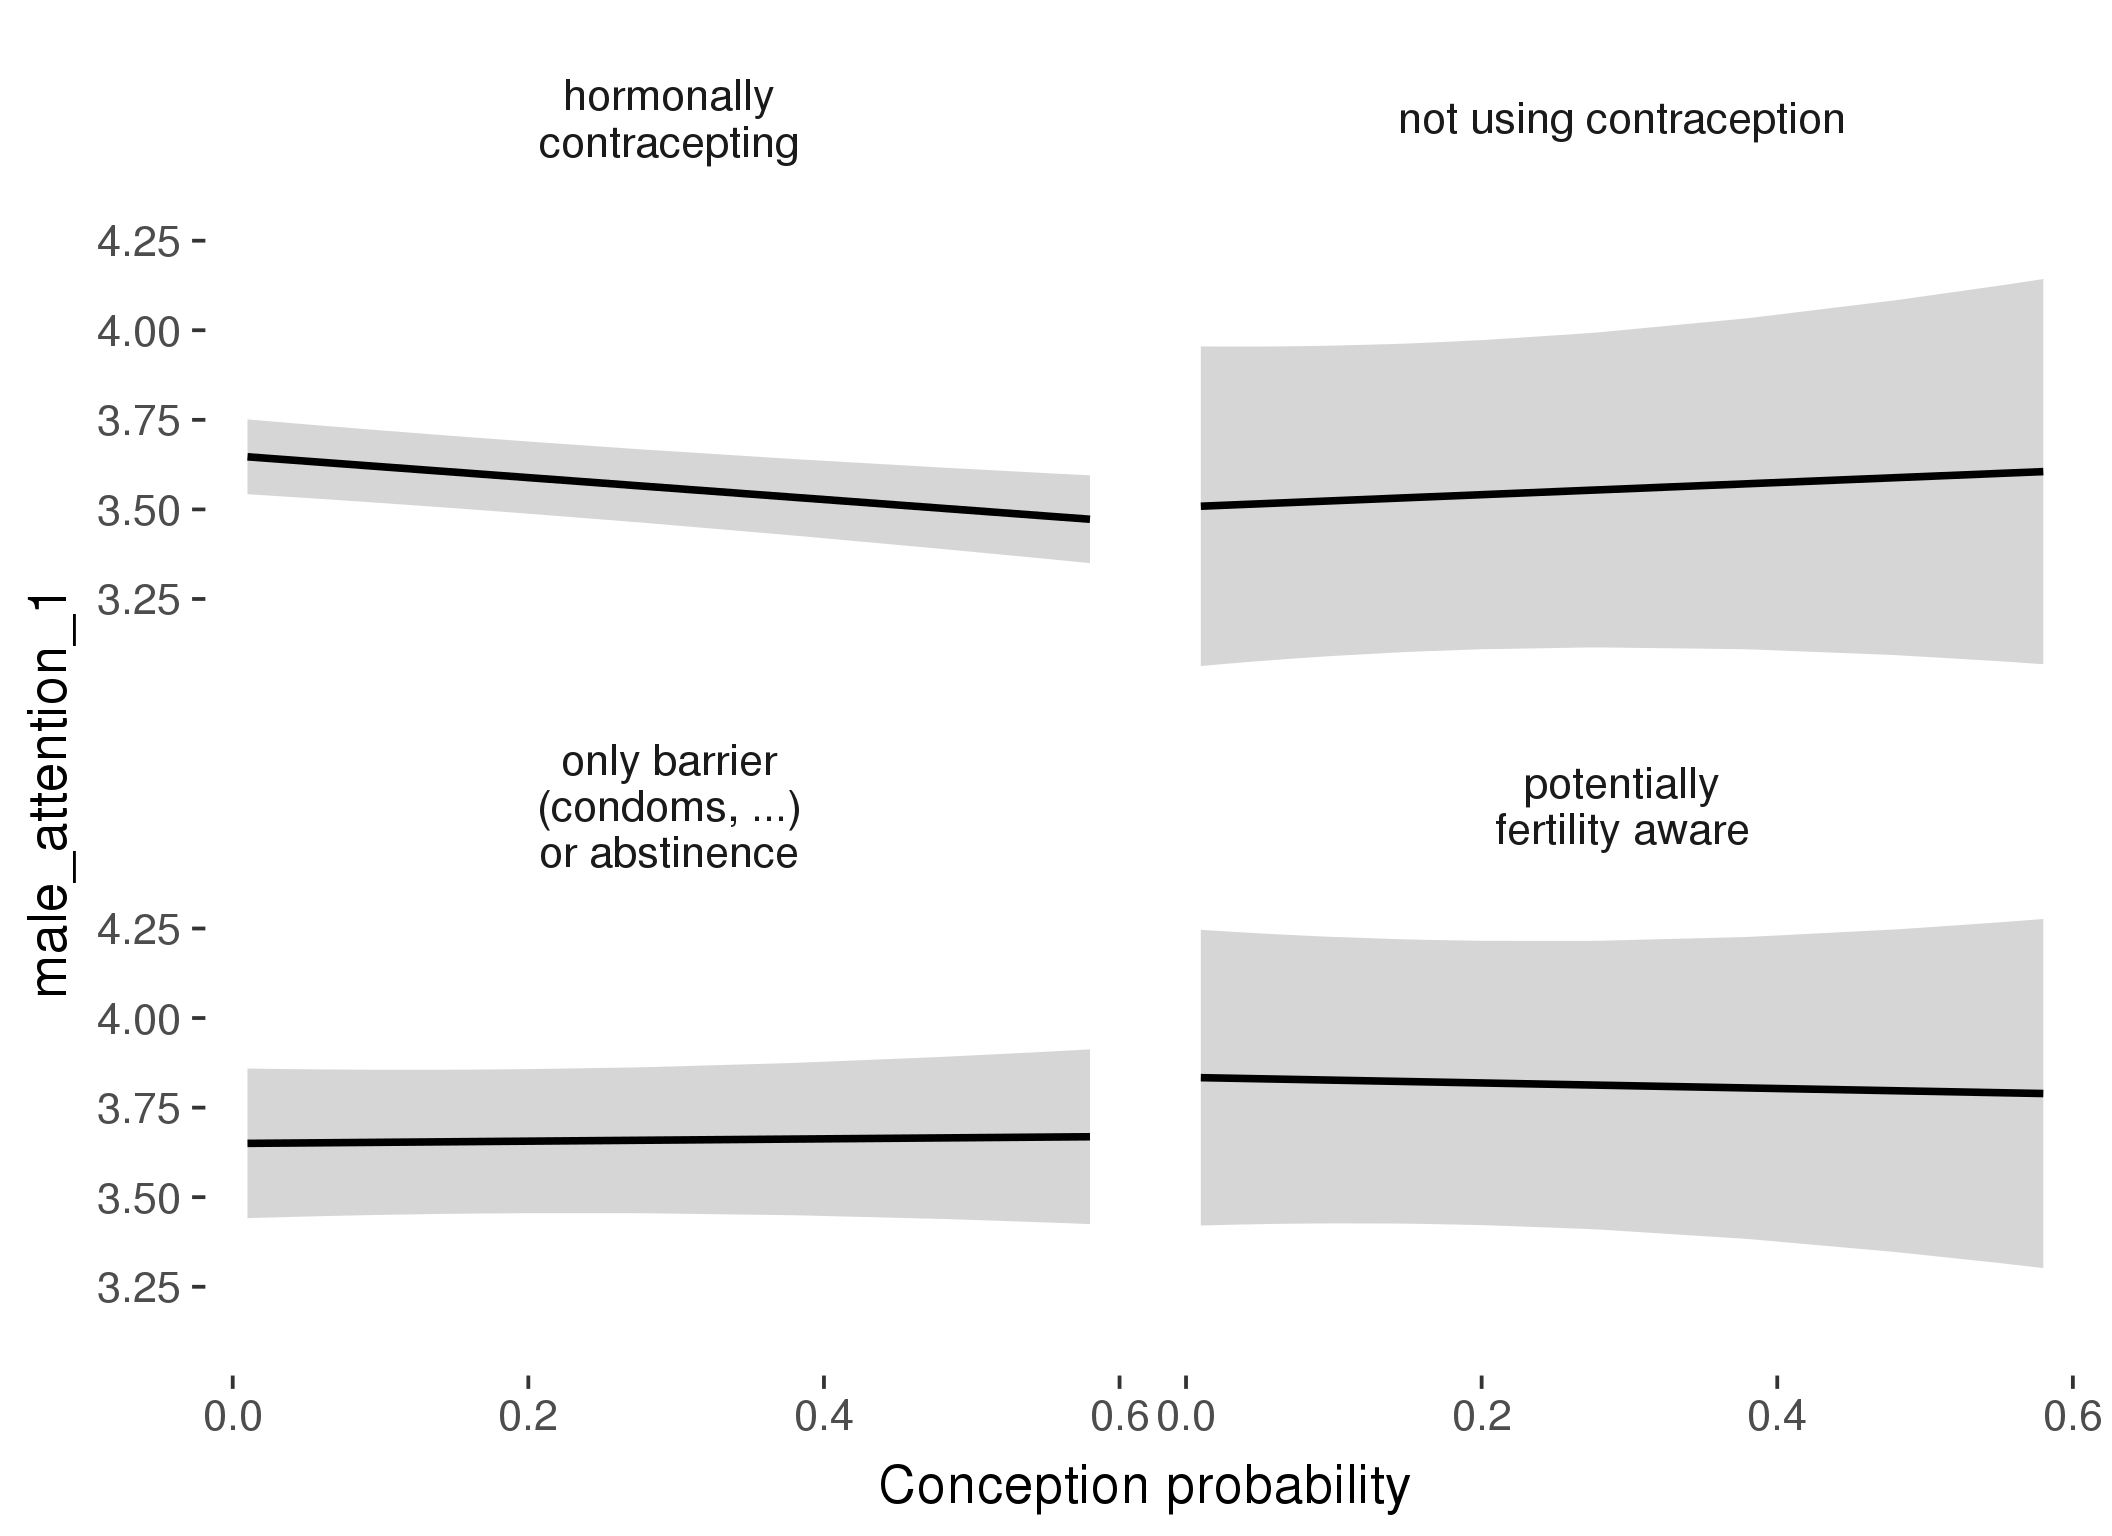 hormonally
contracepting
not using contraception
4.25
4.00
3.75
3.50
3.25
only barrier
(condoms, ...)
or abstinence
potentially
fertility aware
4.25
4.00
3.75
3.50
3.25
male_attention_1
0.0 0.2 0.4 0.6 0.0 0.2 0.4 0.6
Conception probability